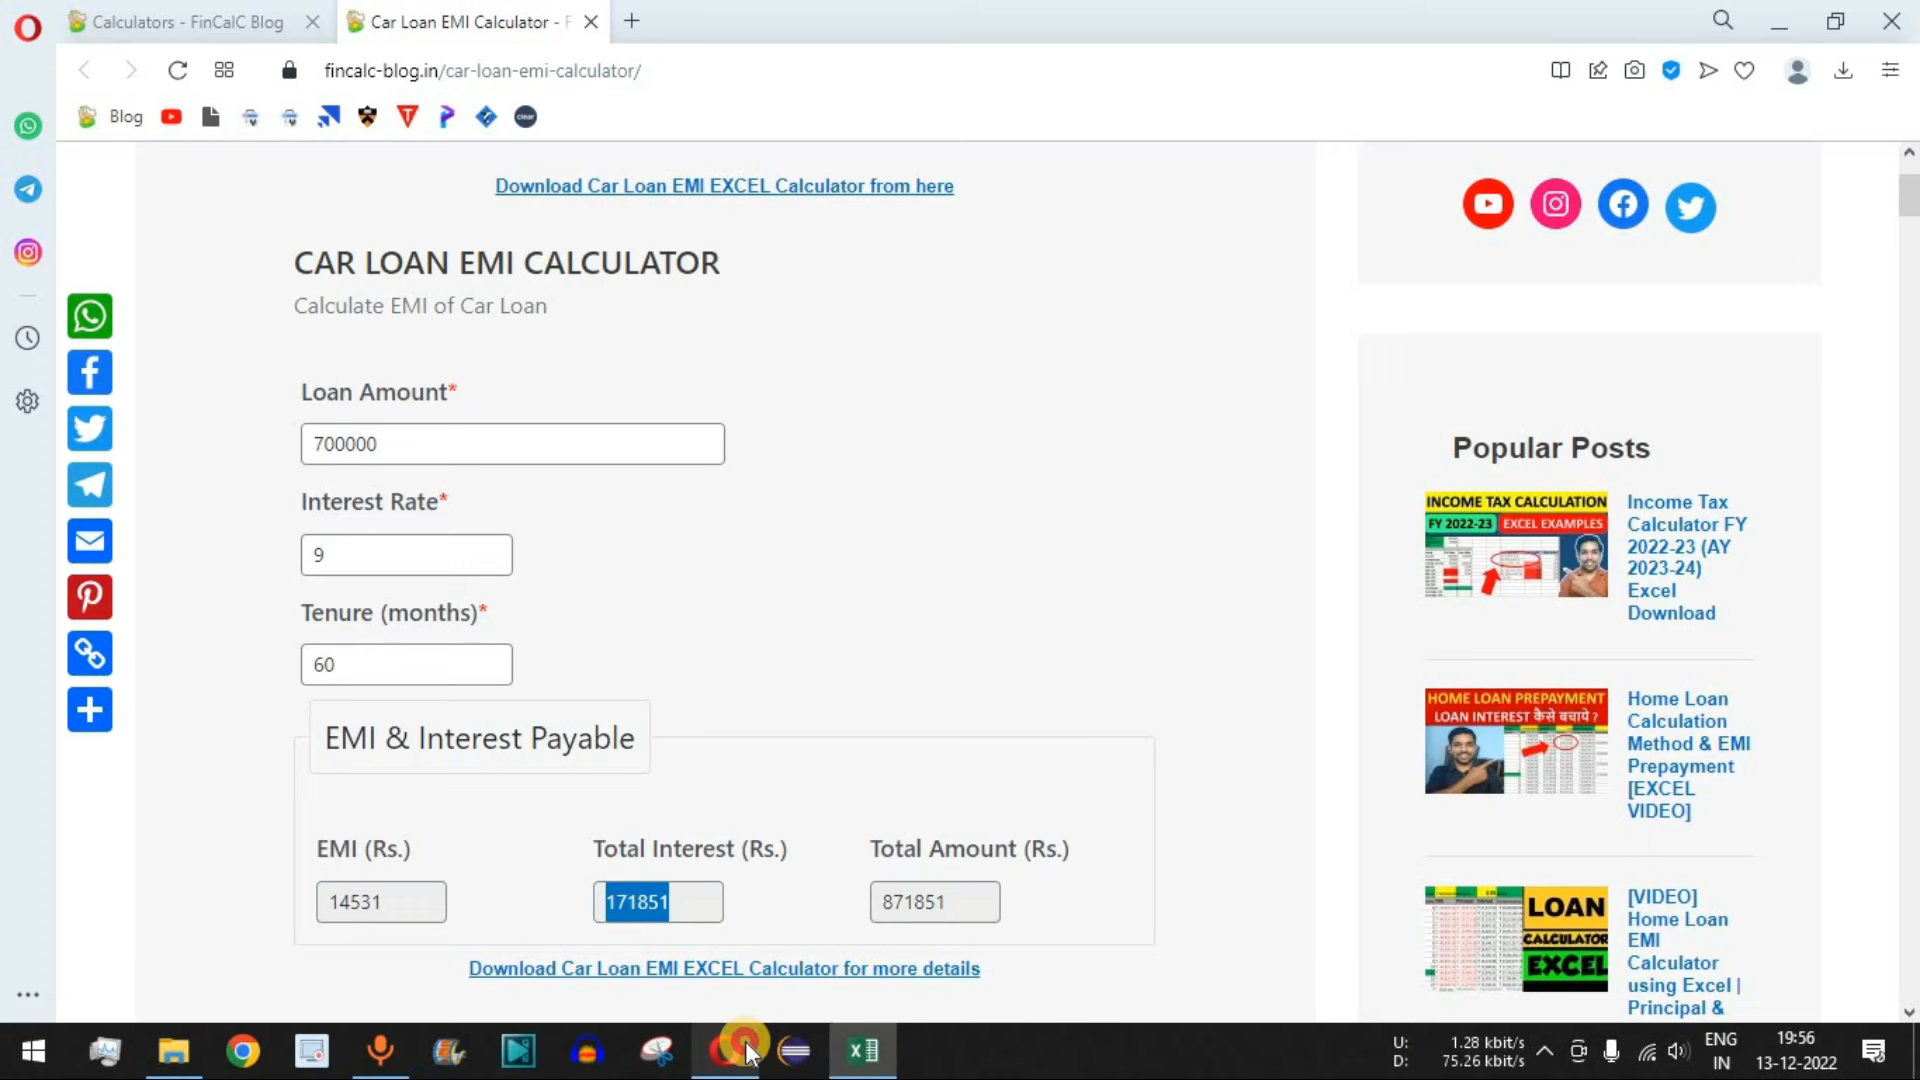 Calculators - FinCalC Blog
Car Loan EMI Calculator - F
fincalc-blog.in/car-loan-emi-calculator/
Blog
clear
Download Car Loan EMI EXCEL Calculator from here
CAR LOAN EMI CALCULATOR
Calculate EMI of Car Loan
Loan Amount*
700000
Interest Rate*
9
Tenure (months)*
60
EMI & Interest Payable
EMI (Rs.)
Total Interest (Rs.)
Total Amount (Rs.)
14531
171851
871851
Download Car Loan EMI EXCEL Calculator for more details
Popular Posts
INCOME TAX CALCULATION
FY 2022-23 EXCEL EXAMPLES
Income Tax
Calculator FY
2022-23 (AY
2023-24)
Excel
Download
HOME LOAN PREPAYMENT
LOAN INTEREST कैसे बचाये ?
Home Loan
Calculation
Method & EMI
Prepayment
[EXCEL
VIDEO]
LOAN
CALCULATOR
EXCEL
[VIDEO]
Home Loan
EMI
Calculator
using Excel |
Principal &
U: 1.28 kbit/s
D: 75.26 kbit/s
ENG
IN
19:56
13-12-2022